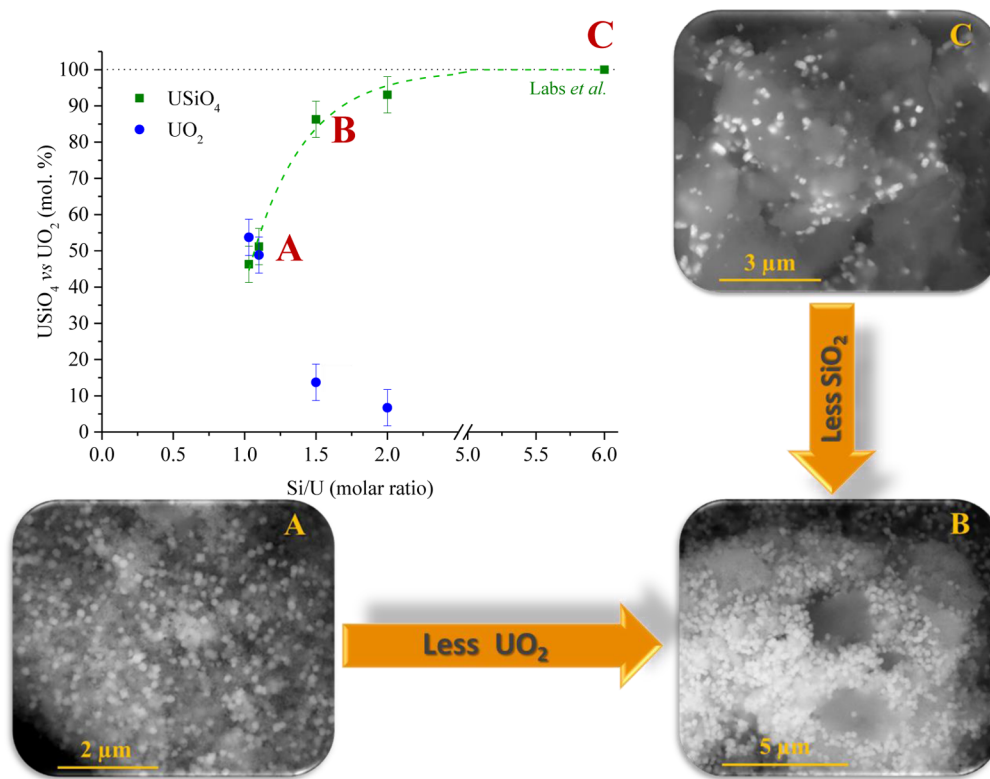 C
USiO₄
UO₂
Labs et al.
B
A
USiO₄ vs UO₂ (mol. %)
100
90
80
70
60
50
40
30
20
10
0
0.0 0.5 1.0 1.5 2.0 5.0 5.5 6.0
Si/U (molar ratio)
C
3 µm
Less SiO₂
A
2 µm
Less UO₂
B
5 µm